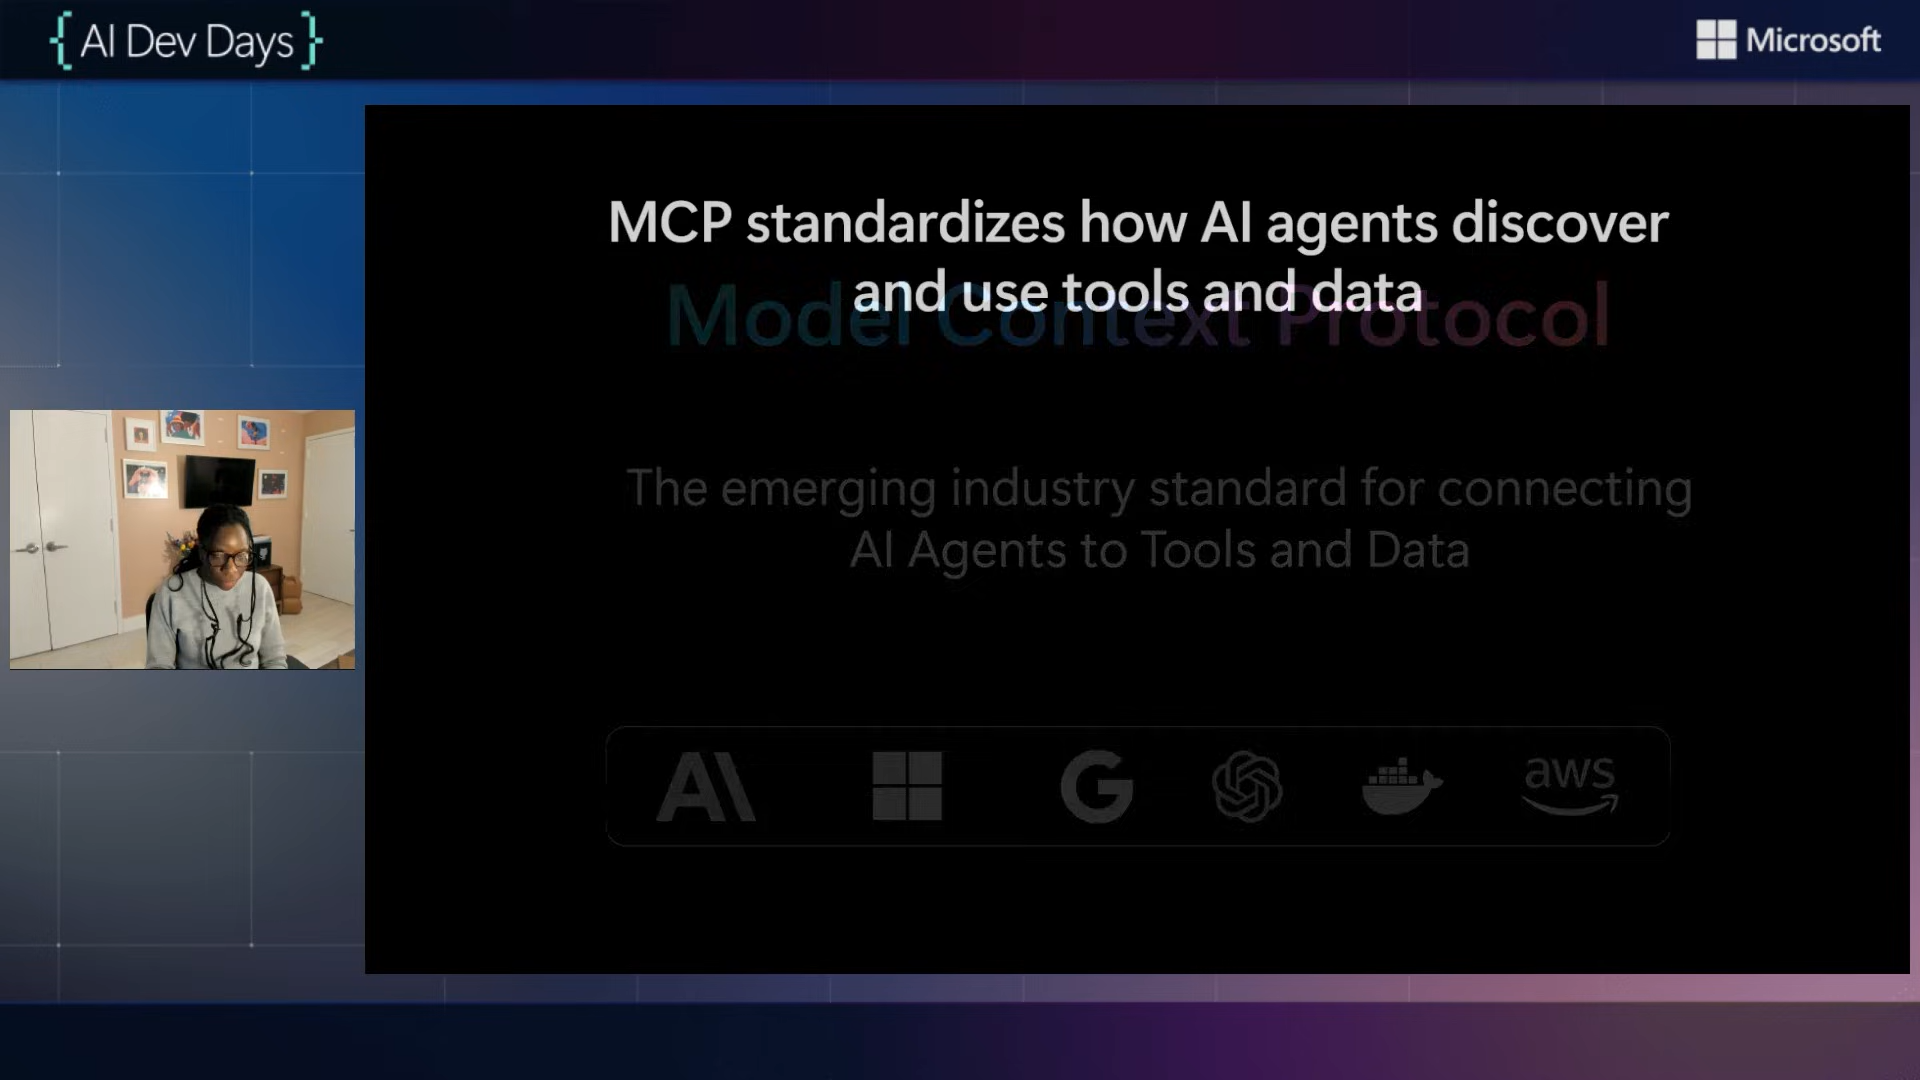 { AI Dev Days }
Microsoft
MCP standardizes how AI agents discover
and use tools and data
Model Context Protocol
The emerging industry standard for connecting
AI Agents to Tools and Data
AI
G
aws